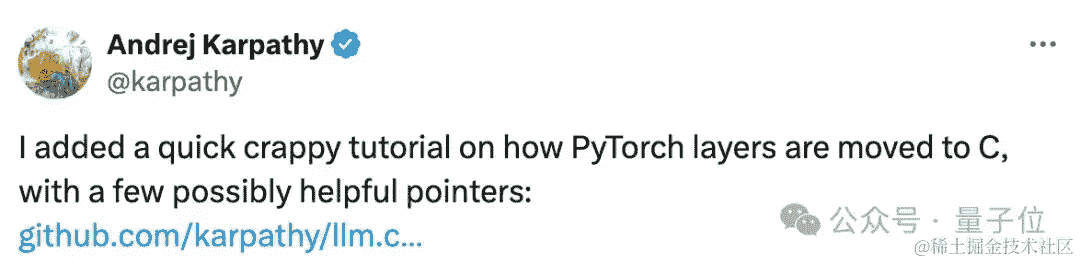 Andrej Karpathy
@karpathy
I added a quick crappy tutorial on how PyTorch layers are moved to C,
with a few possibly helpful pointers:
github.com/karpathy/llm.c...
公众号 · 量子位
@稀土掘金技术社区